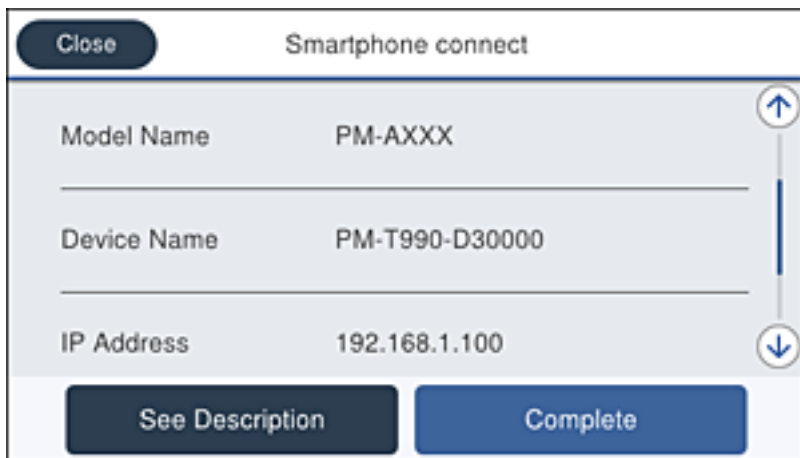 Close Smartphone connect
Model Name PM-AXXX
Device Name PM-T990-D30000
IP Address 192.168.1.100
See Description Complete